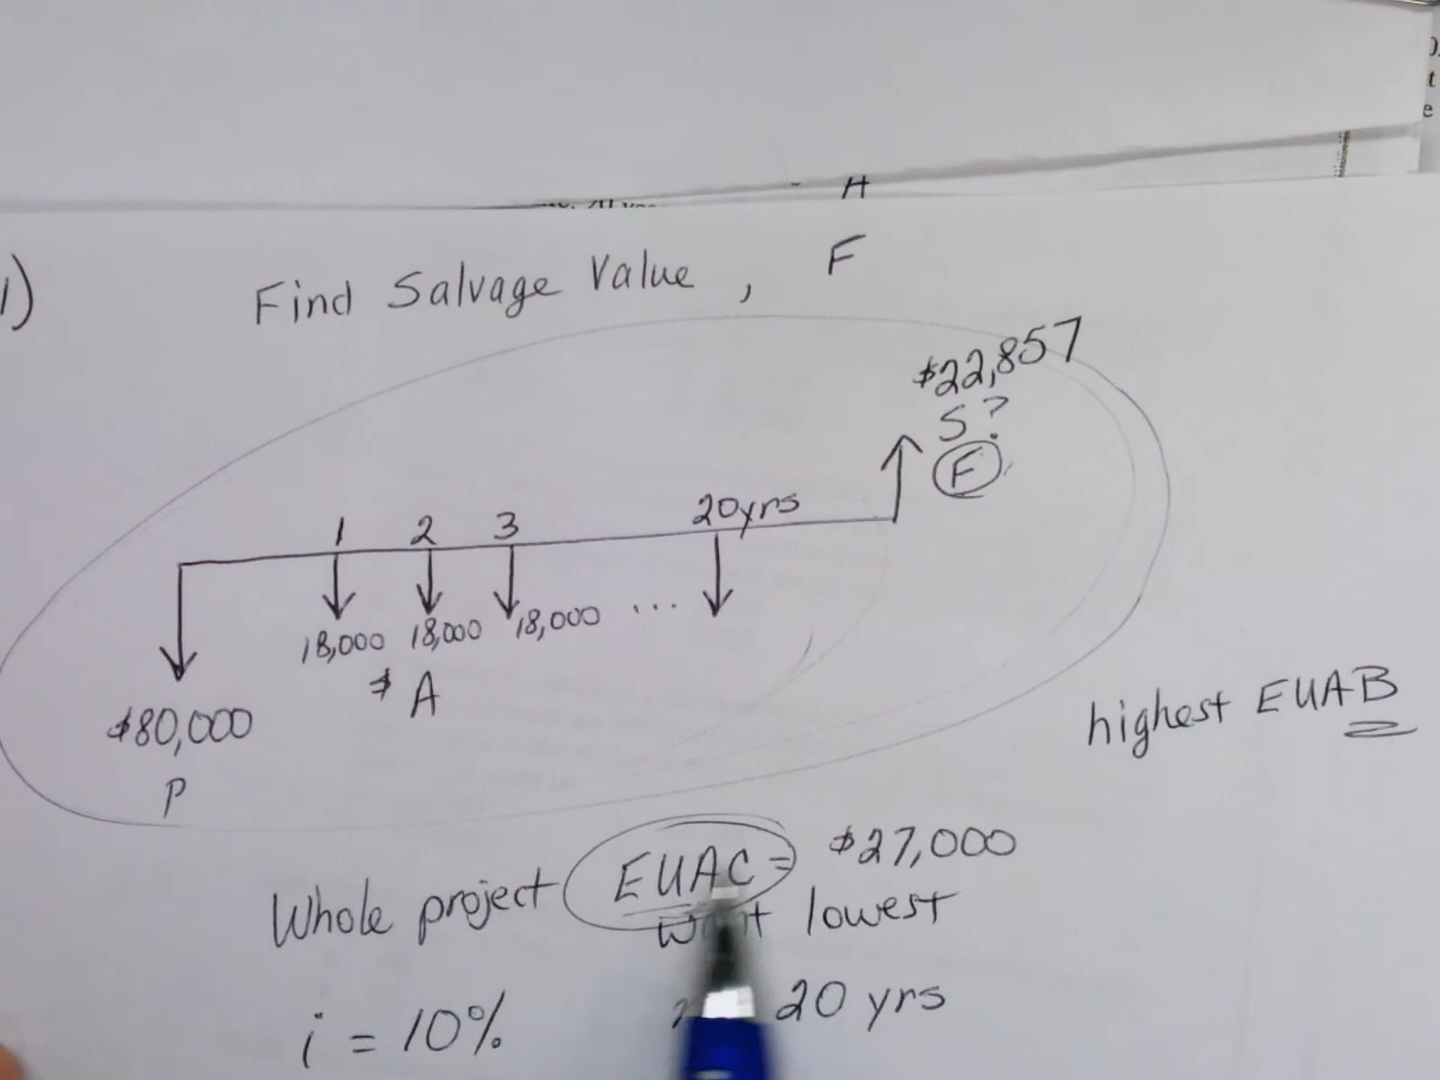 H
1) Find Salvage Value, F
$22,857
S?
F
1 2 3 20yrs
18,000 18,000 18,000 ...
$ A
$80,000
P
highest EUAB
Whole project EUAC = $27,000
lowest
i = 10% 20 yrs